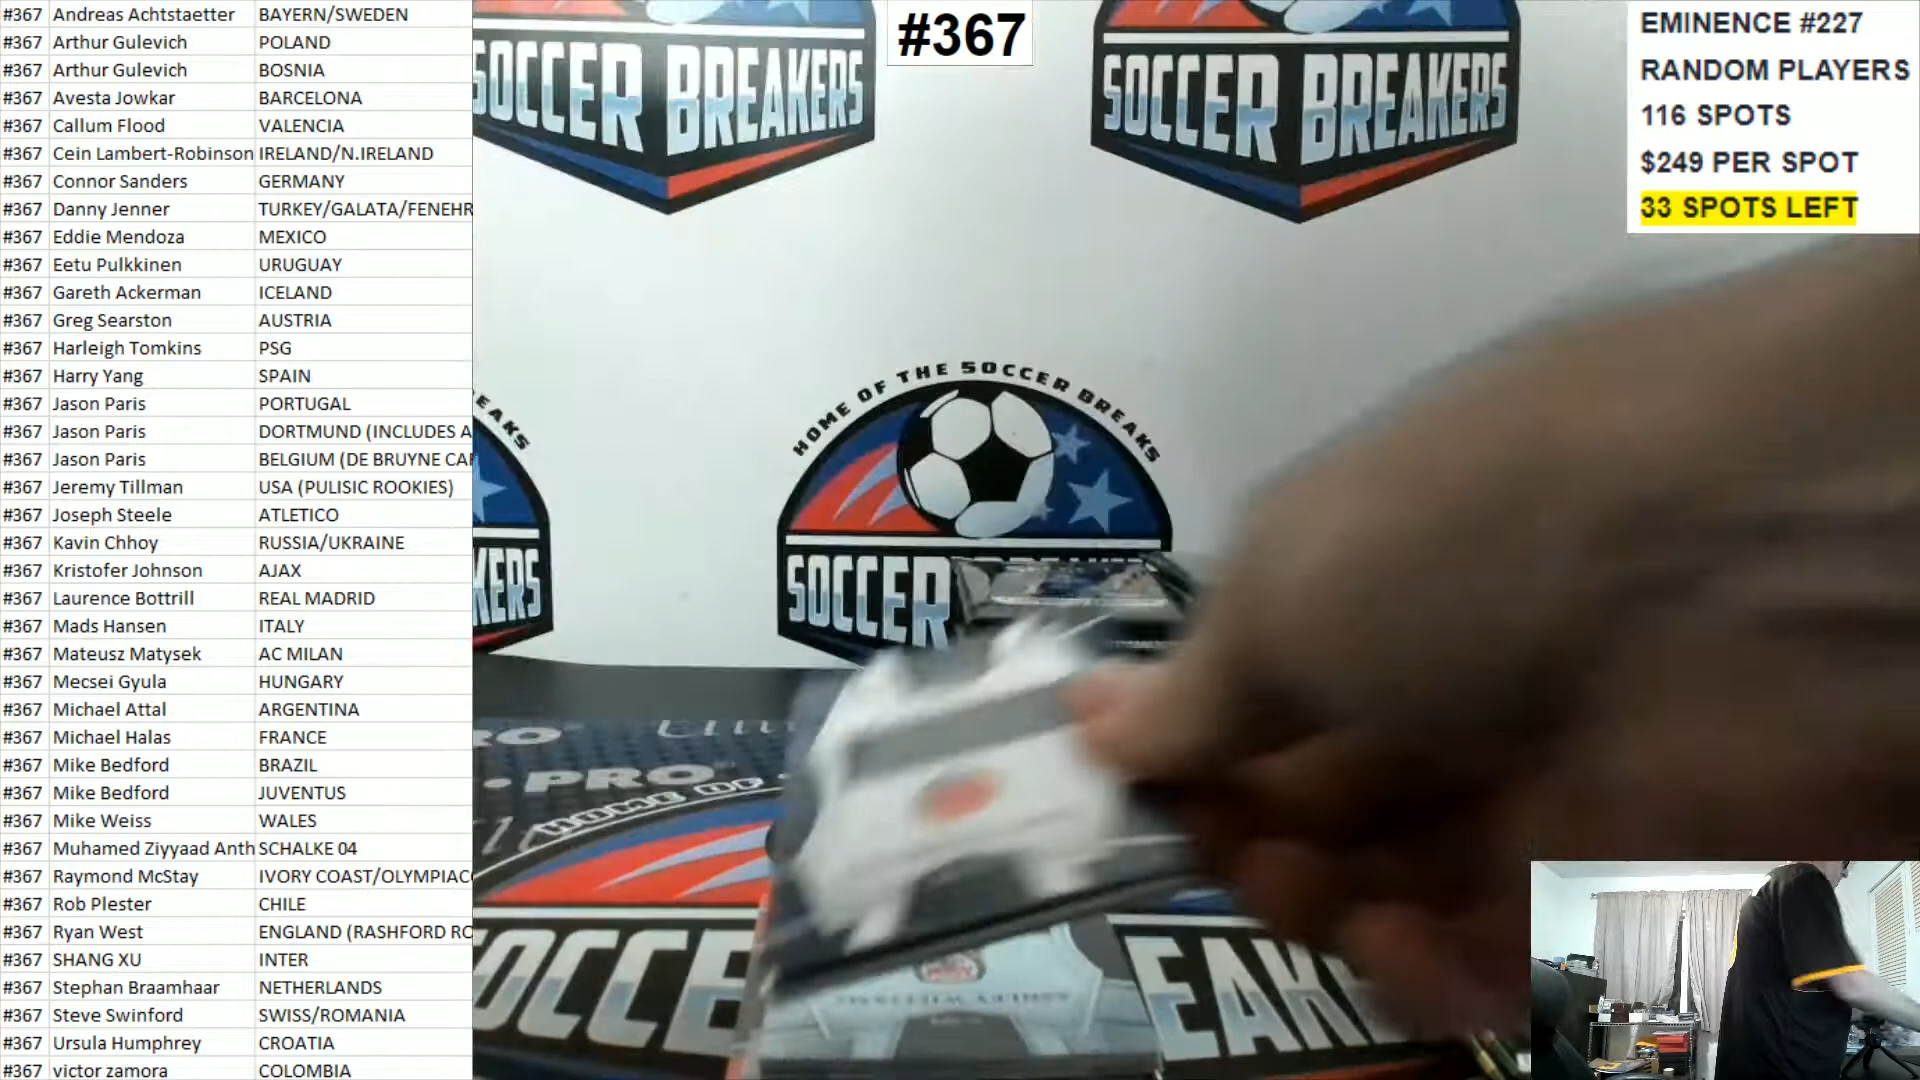 #367 Andreas Achtstaetter BAYERN/SWEDEN
#367 Arthur Gulevich POLAND
#367 Arthur Gulevich BOSNIA
#367 Avesta Jowkar BARCELONA
#367 Callum Flood VALENCIA
#367 Cein Lambert-Robinson IRELAND/N.IRELAND
#367 Connor Sanders GERMANY
#367 Danny Jenner TURKEY/GALATA/FENEHR
#367 Eddie Mendoza MEXICO
#367 Eetu Pulkkinen URUGUAY
#367 Gareth Ackerman ICELAND
#367 Greg Searston AUSTRIA
#367 Harleigh Tomkins PSG
#367 Harry Yang SPAIN
#367 Jason Paris PORTUGAL
#367 Jason Paris DORTMUND (INCLUDES A
#367 Jason Paris BELGIUM (DE BRUYNE CA
#367 Jeremy Tillman USA (PULISIC ROOKIES)
#367 Joseph Steele ATLETICO
#367 Kavin Chhoy RUSSIA/UKRAINE
#367 Kristofer Johnson AJAX
#367 Laurence Bottrill REAL MADRID
#367 Mads Hansen ITALY
#367 Mateusz Matysek AC MILAN
#367 Mecsei Gyula HUNGARY
#367 Michael Attal ARGENTINA
#367 Michael Halas FRANCE
#367 Mike Bedford BRAZIL
#367 Mike Bedford JUVENTUS
#367 Mike Weiss WALES
#367 Muhamed Ziyyaad Anth SCHALKE 04
#367 Raymond McStay IVORY COAST/OLYMPIAC
#367 Rob Plester CHILE
#367 Ryan West ENGLAND (RASHFORD RO
#367 SHANG XU INTER
#367 Stephan Braamhaar NETHERLANDS
#367 Steve Swinford SWISS/ROMANIA
#367 Ursula Humphrey CROATIA
#367 victor zamora COLOMBIA
#367
SOCCER BREAKERS
SOCCER BREAKERS
EMINENCE #227
RANDOM PLAYERS
116 SPOTS
$249 PER SPOT
33 SPOTS LEFT
HOME OF THE SOCCER BREAKS
SOCCER
EAKS
KERS
PRO
HOME OF
SOCCE
EAKE